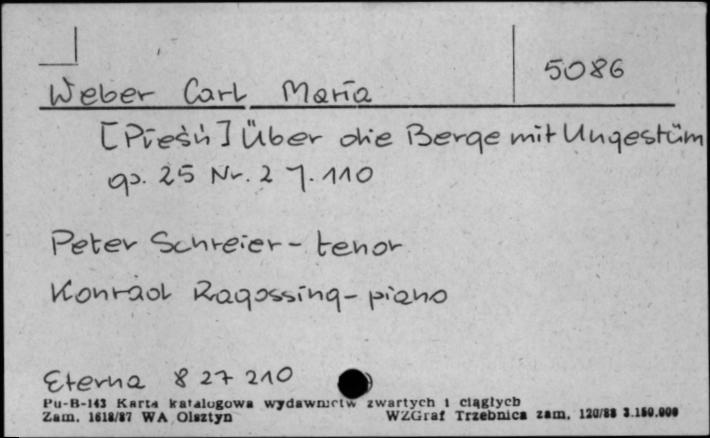 5086
Weber Carl Maria
[Pieśń] Über die Berge mit Ungestüm
op. 25 Nr. 2 J. 110
Peter Schreier - tenor
Konrad Ragossing - piano
Eterna 8 27 210
Pu-B-143 Karta katalogowa wydawnictw zwartych i ciągłych
Zam. 1618/87 WA Olsztyn WZGraf Trzebnica zam. 120/88 3.150.000